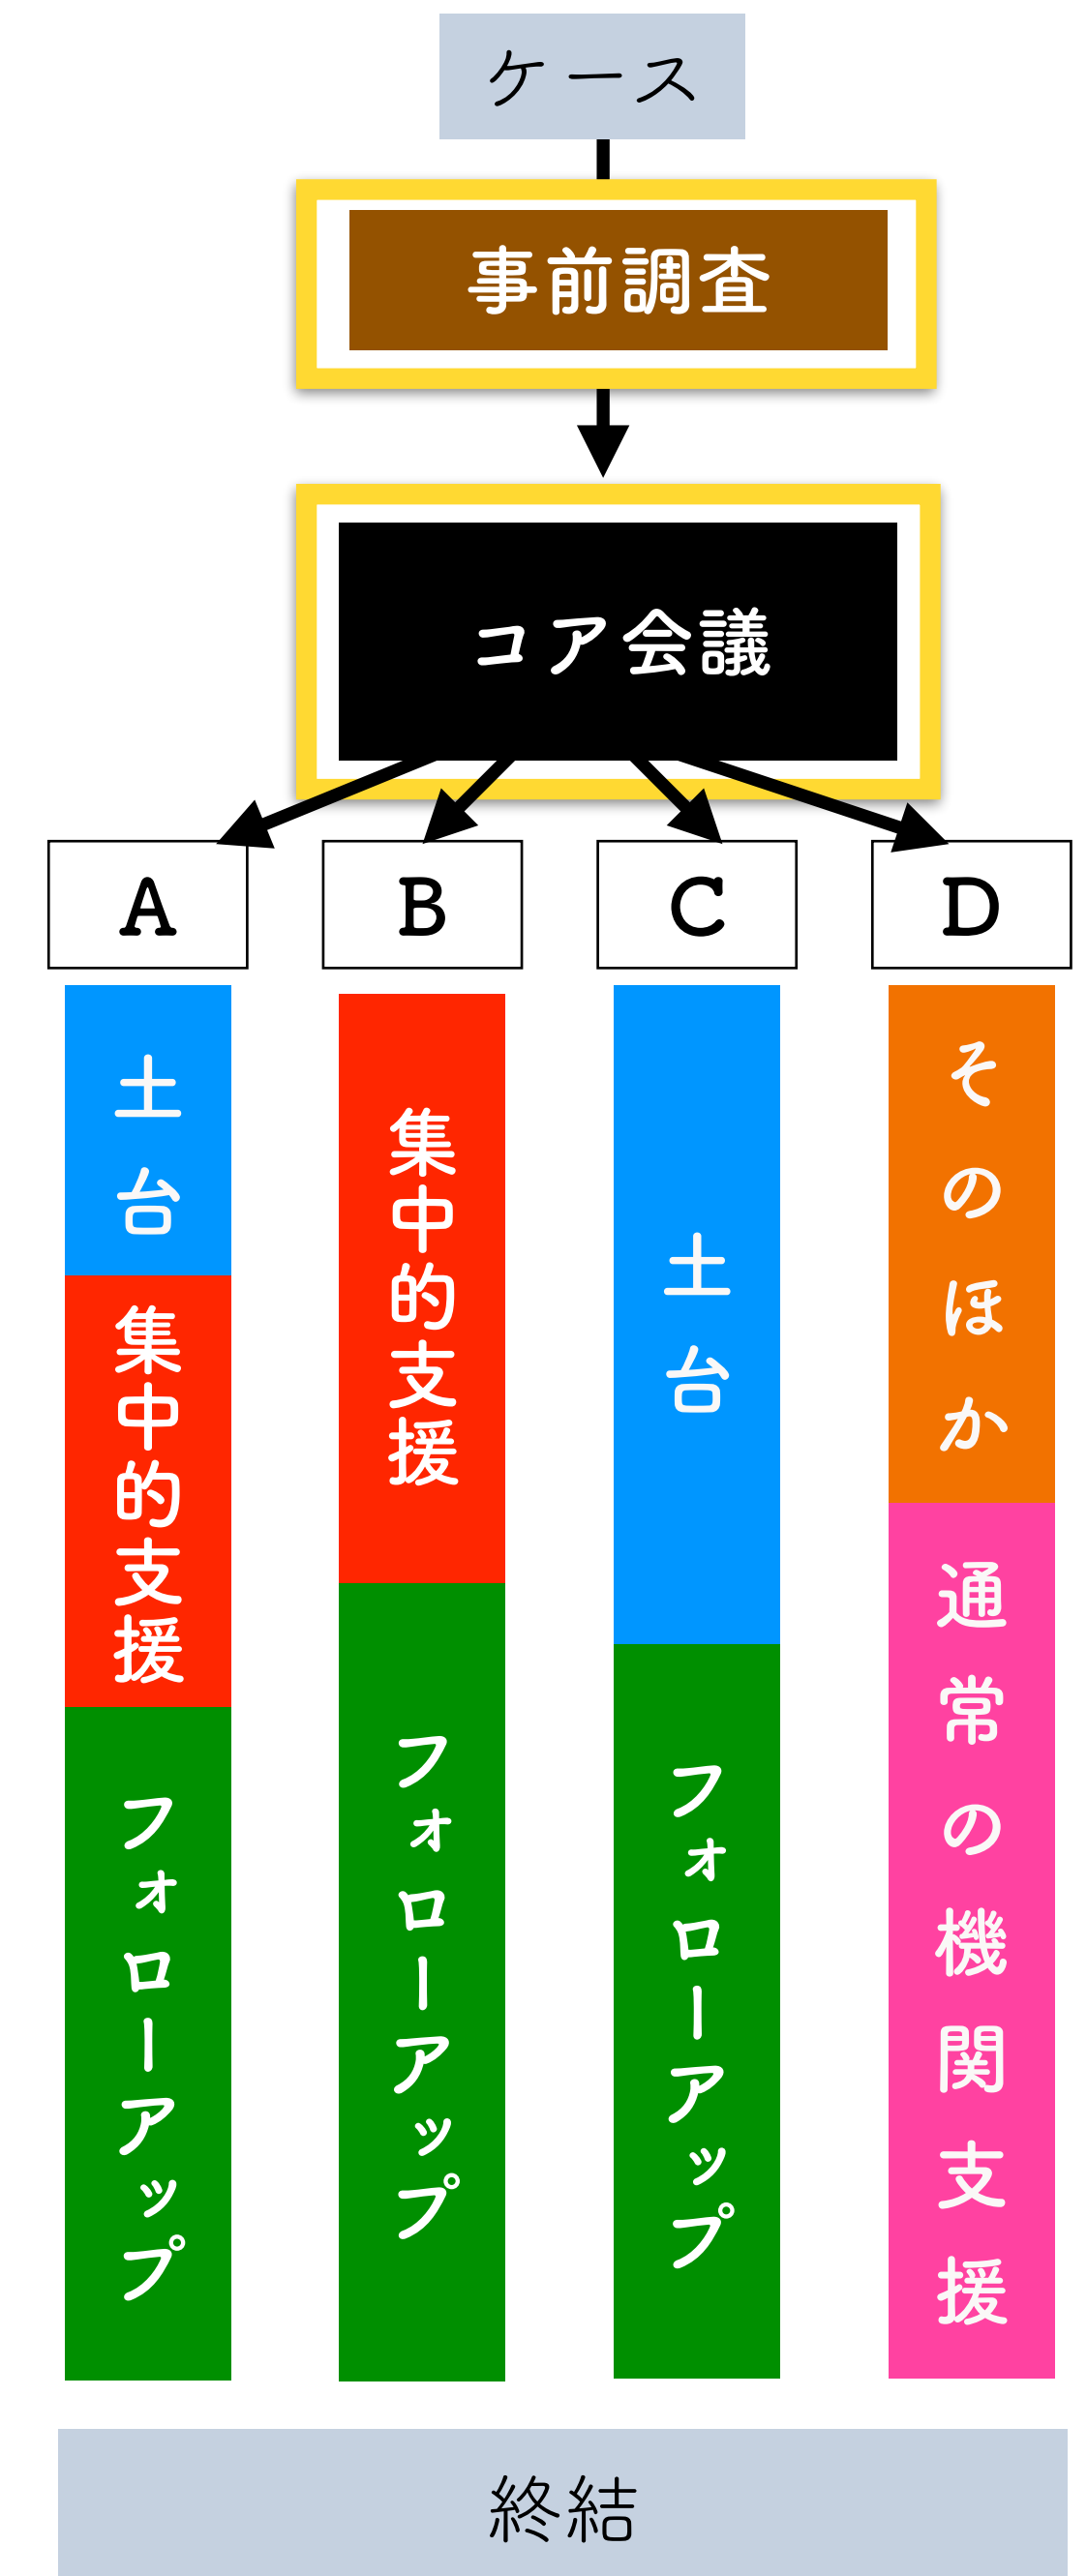 ケース
事前調査
コア会議
A
B
C
D
土台
集中的支援
フォローアップ
集中的支援
フォローアップ
土台
フォローアップ
そのほか
通常の機関支援
終結